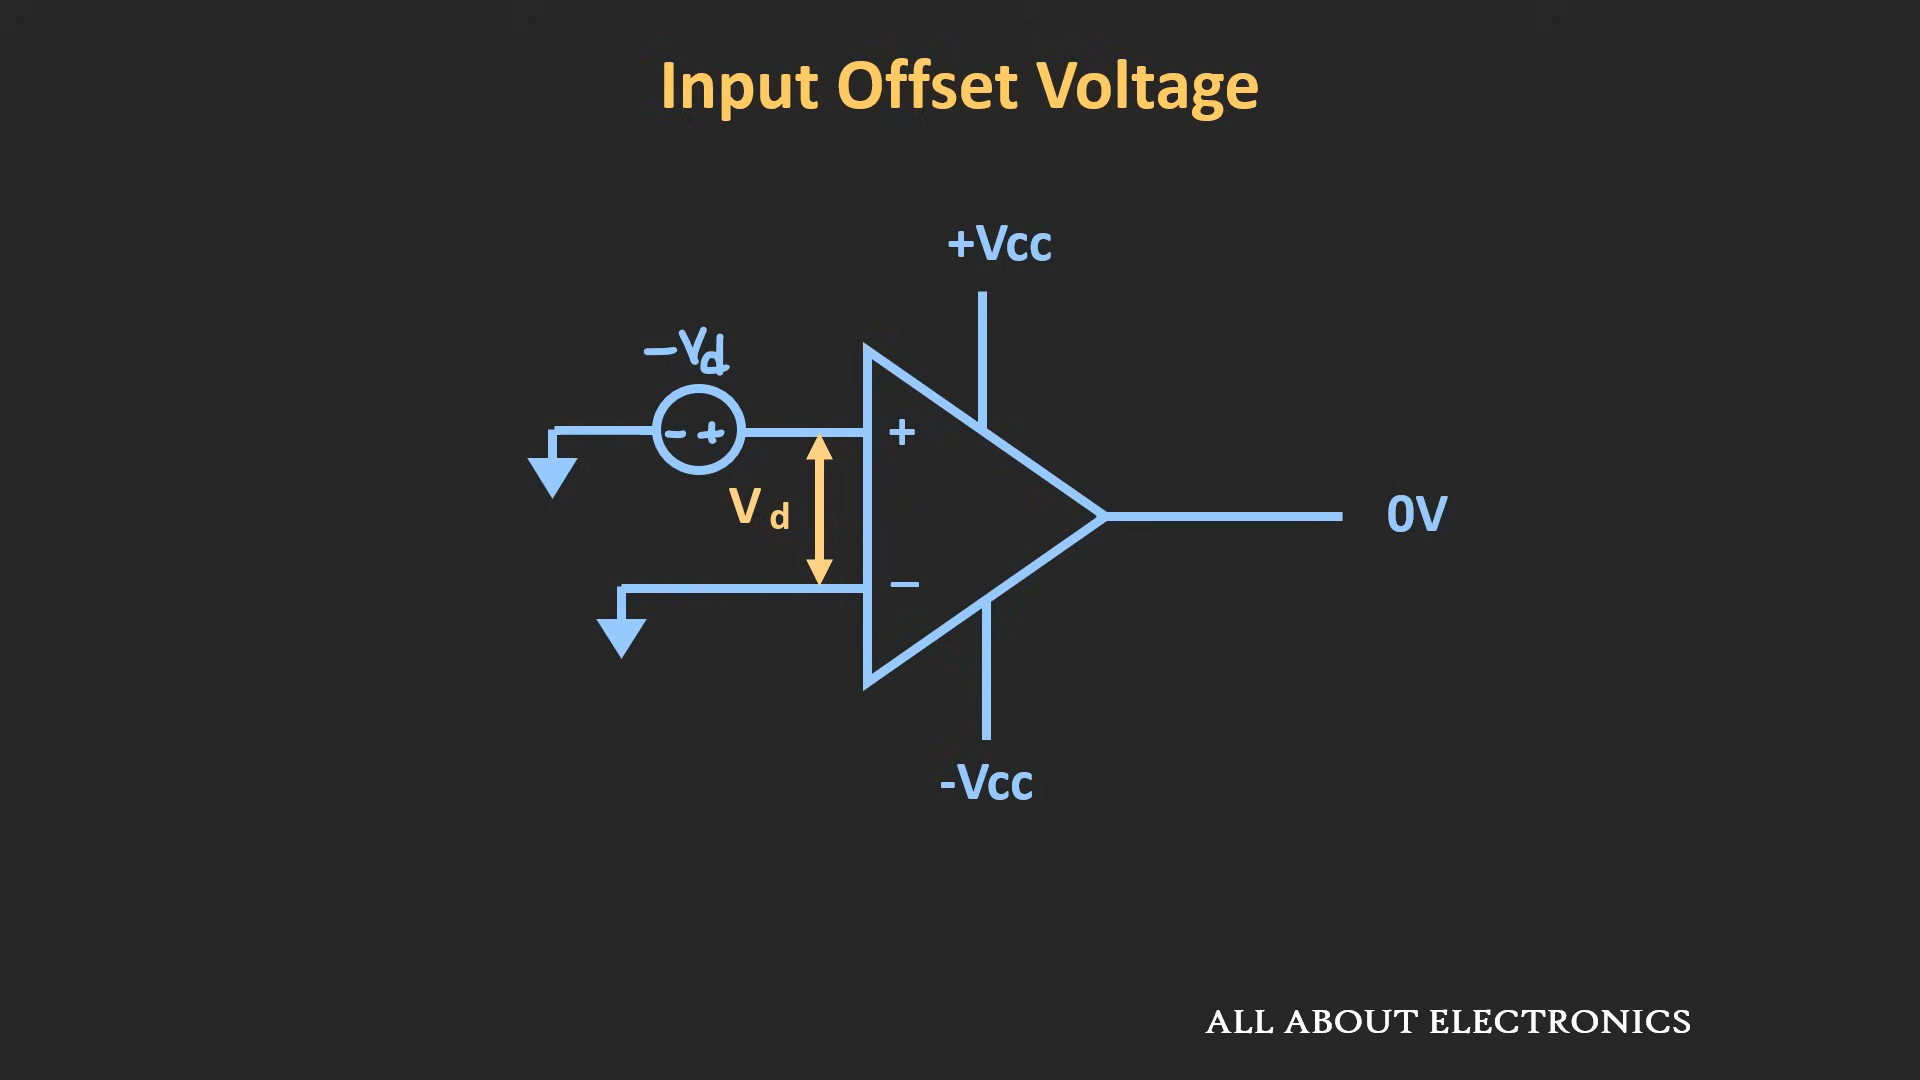 Input Offset Voltage
+Vcc
-Vd
- +
+
Vd
0V
-
-Vcc
ALL ABOUT ELECTRONICS